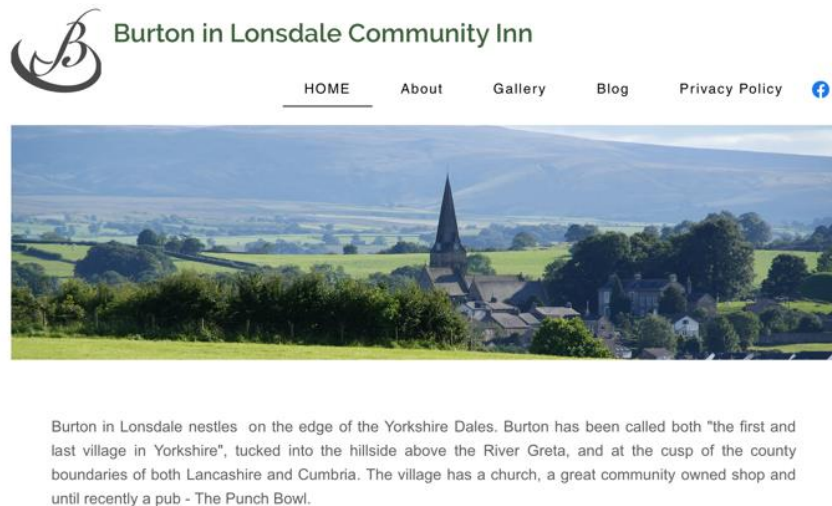 B
Burton in Lonsdale Community Inn
HOME About Gallery Blog Privacy Policy
Burton in Lonsdale nestles on the edge of the Yorkshire Dales. Burton has been called both "the first and
last village in Yorkshire", tucked into the hillside above the River Greta, and at the cusp of the county
boundaries of both Lancashire and Cumbria. The village has a church, a great community owned shop and
until recently a pub - The Punch Bowl.